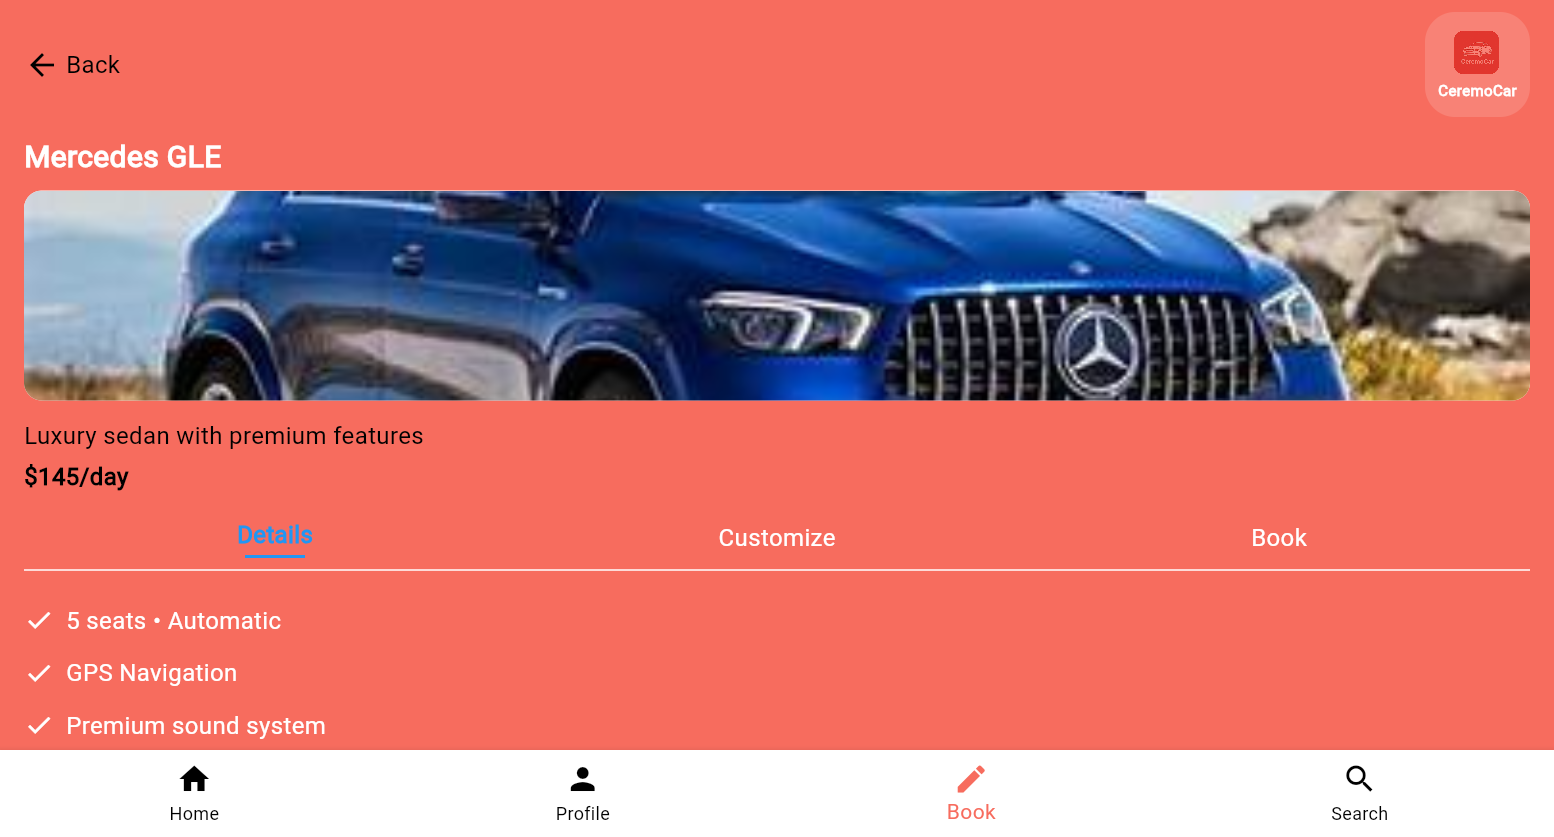 Back
CeremoCar
CeremoCar
Mercedes GLE
Luxury sedan with premium features
$145/day
Details
Customize
Book
5 seats • Automatic
GPS Navigation
Premium sound system
Home
Profile
Book
Search